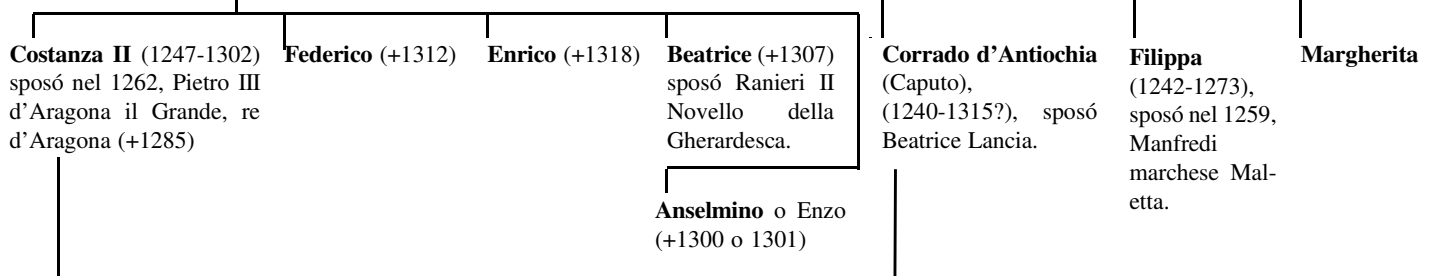 Costanza II (1247-1302)
sposó nel 1262, Pietro III
d’Aragona il Grande, re
d’Aragona (+1285)
Federico (+1312)
Enrico (+1318)
Beatrice (+1307)
sposó Ranieri II
Novello della
Gherardesca.
Anselmino o Enzo
(+1300 o 1301)
Corrado d’Antiochia
(Caputo),
(1240-1315?), sposó
Beatrice Lancia.
Filippa
(1242-1273),
sposó nel 1259,
Manfredi
marchese Mal-
etta.
Margherita